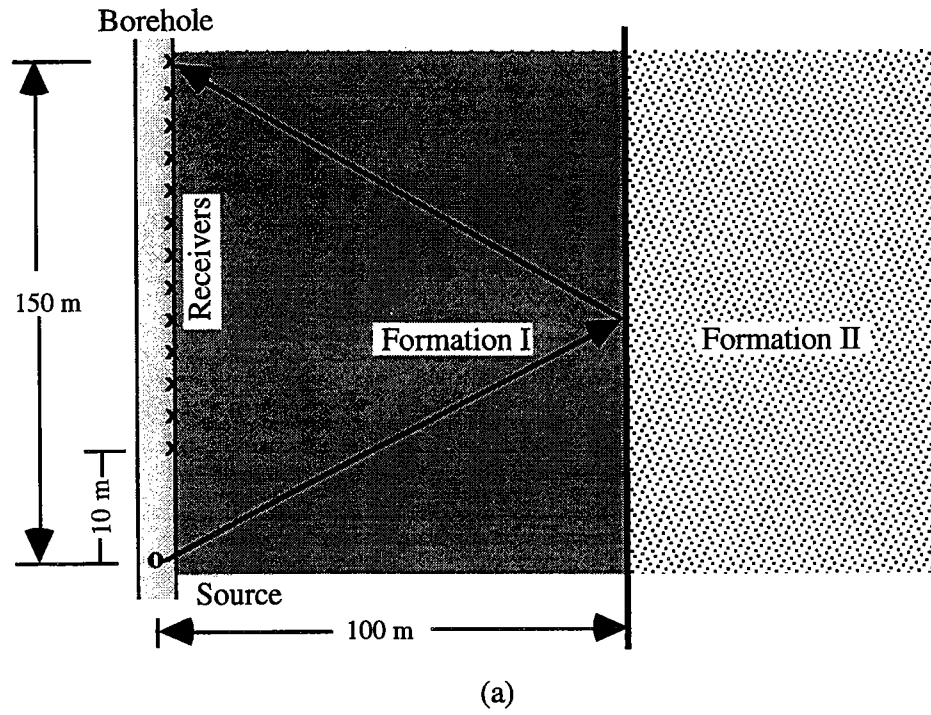 Borehole
Receivers
150 m
Formation I
Formation II
10 m
Source
100 m
(a)